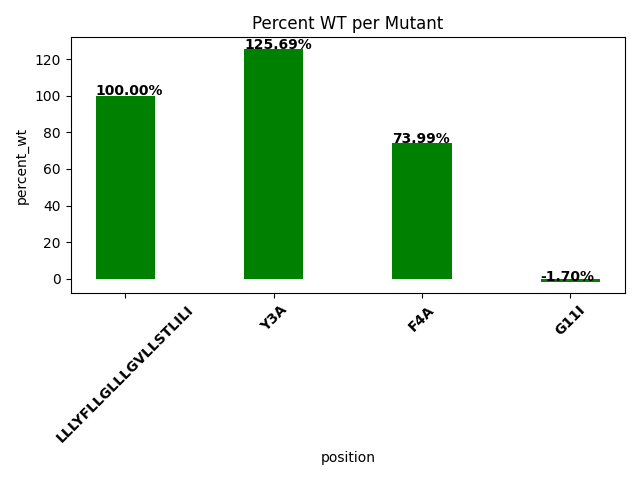 Percent WT per Mutant
percent_wt
120
100
80
60
40
20
0
100.00%
125.69%
73.99%
-1.70%
LLLYFLLGLLLGVLLSTLILI
Y3A
F4A
G11I
position